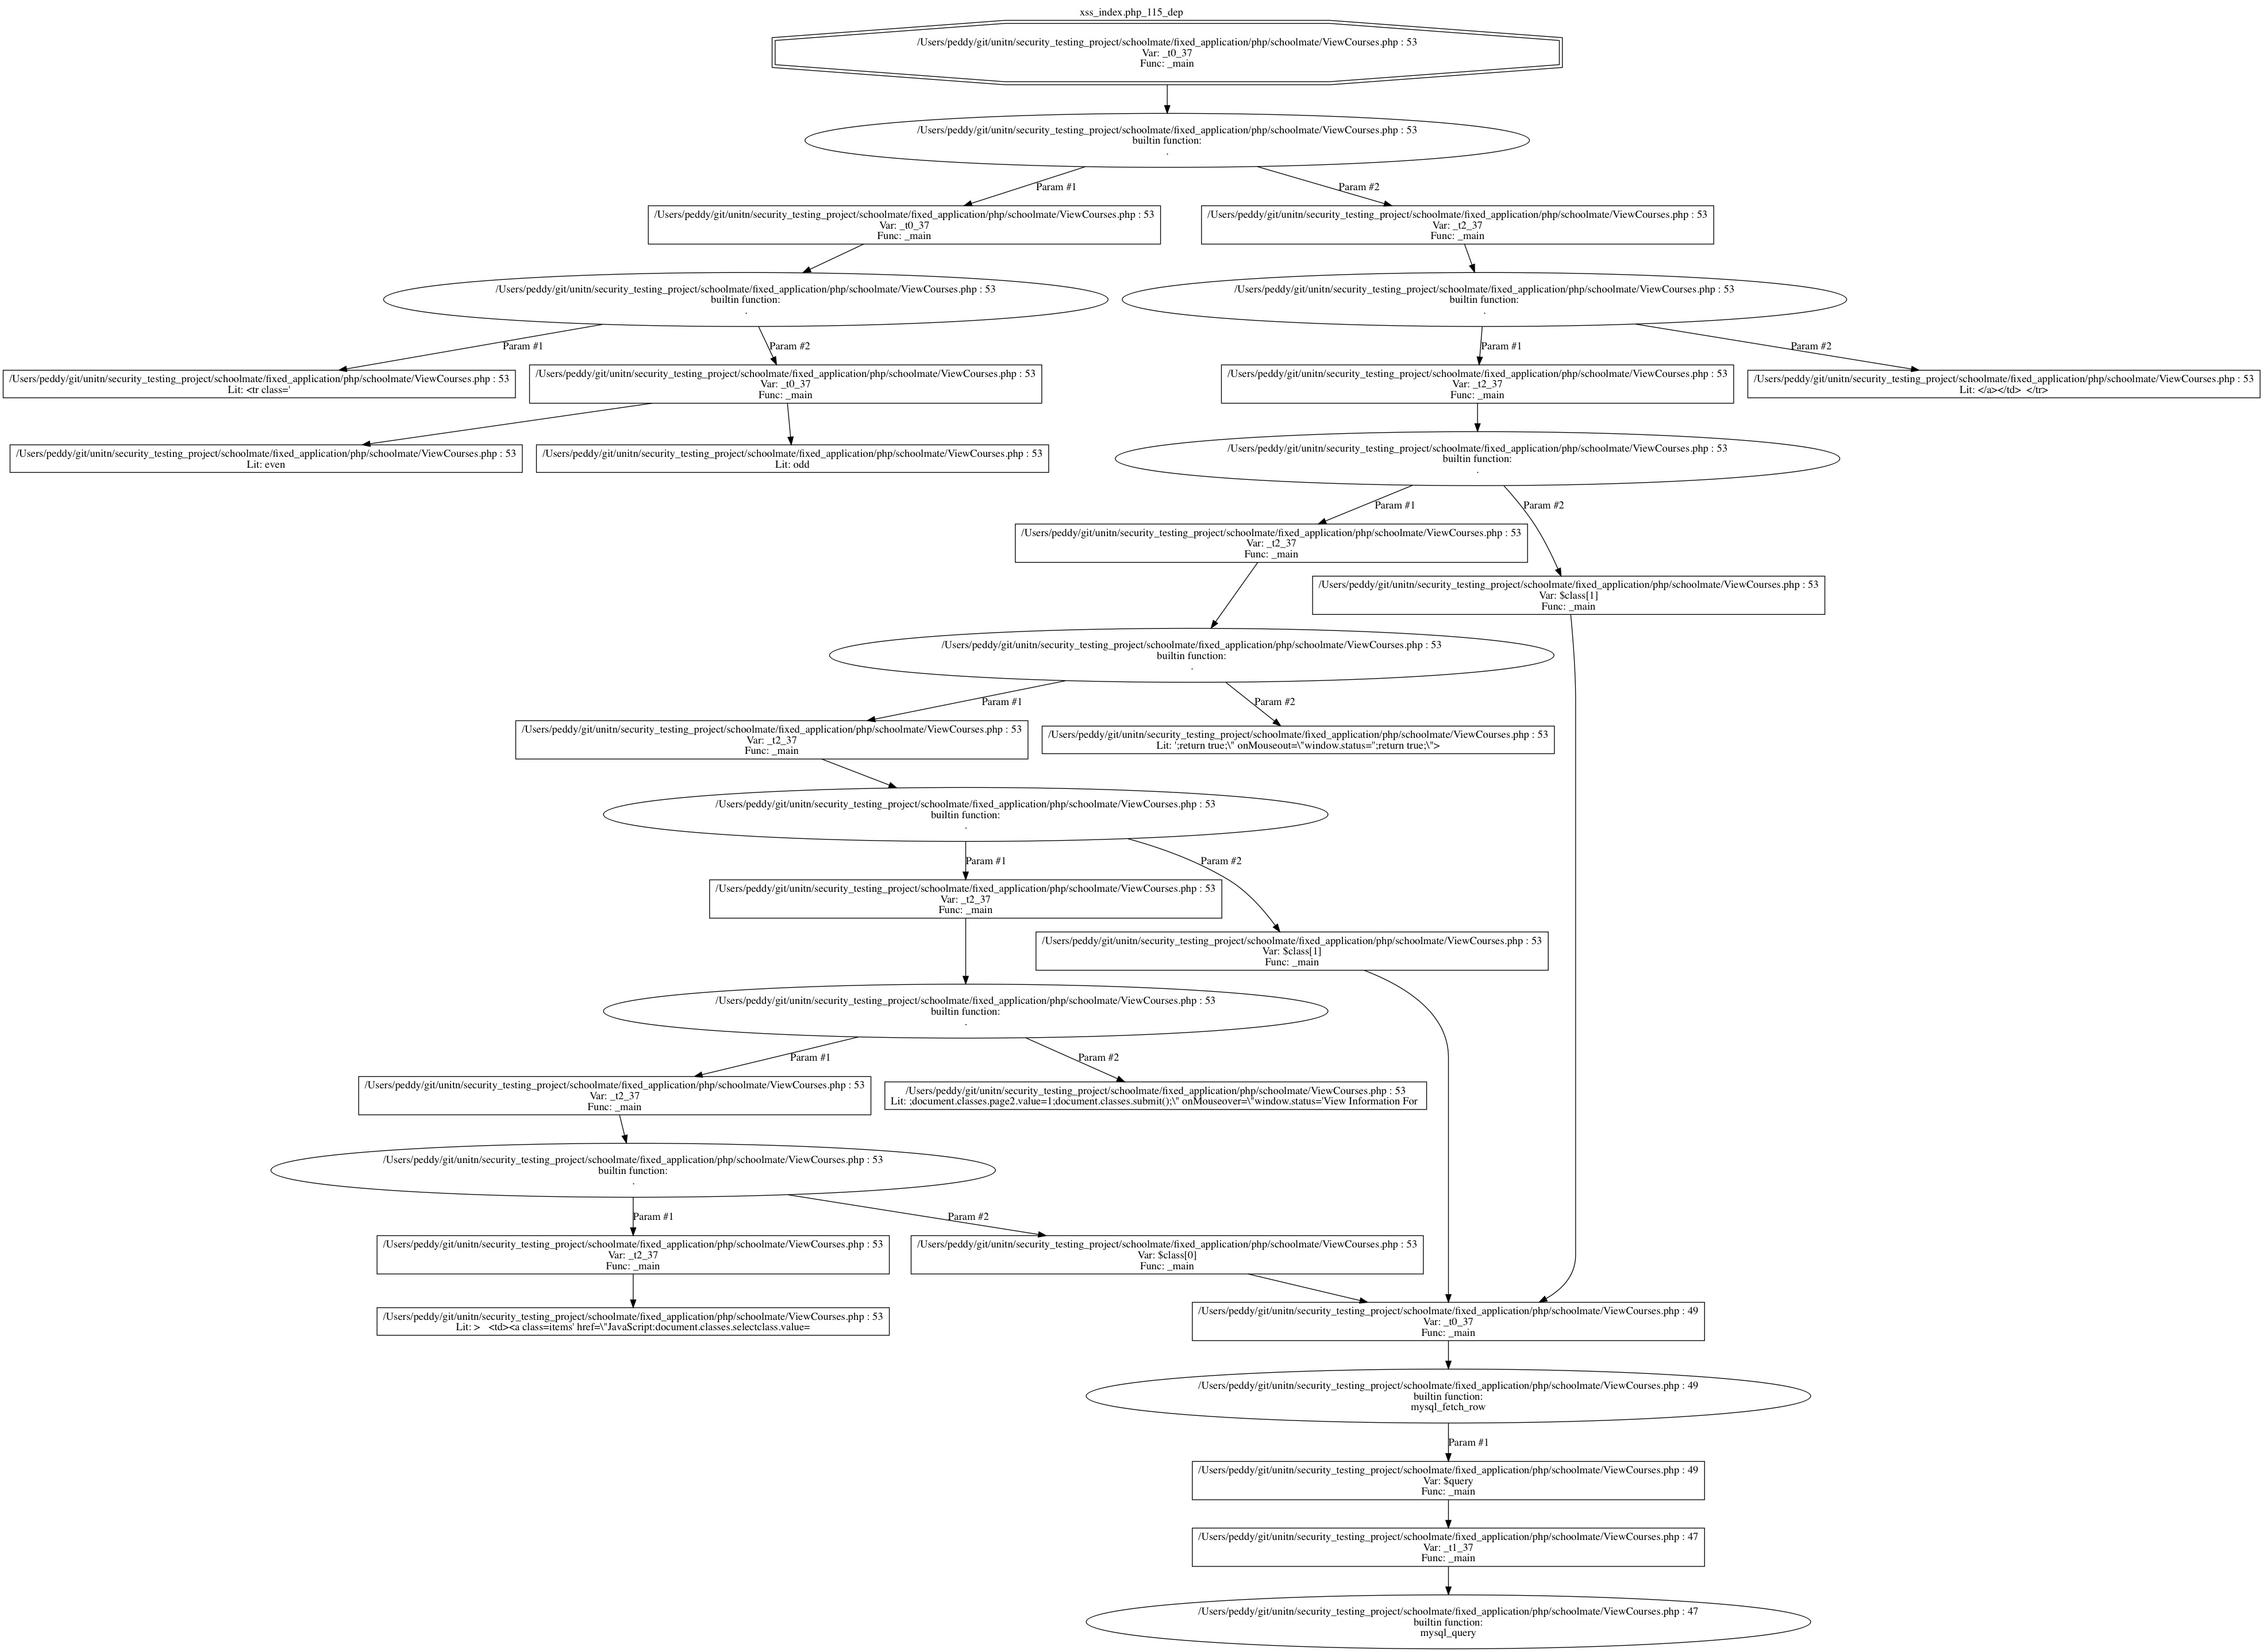 xss_index.php_115_dep
/Users/peddy/git/unitn/security_testing_project/schoolmate/fixed_application/php/schoolmate/ViewCourses.php : 53
Var: _t0_37
Func: _main
/Users/peddy/git/unitn/security_testing_project/schoolmate/fixed_application/php/schoolmate/ViewCourses.php : 53
builtin function:
.
Param #1
Param #2
/Users/peddy/git/unitn/security_testing_project/schoolmate/fixed_application/php/schoolmate/ViewCourses.php : 53
Var: _t0_37
Func: _main
/Users/peddy/git/unitn/security_testing_project/schoolmate/fixed_application/php/schoolmate/ViewCourses.php : 53
Var: _t2_37
Func: _main
/Users/peddy/git/unitn/security_testing_project/schoolmate/fixed_application/php/schoolmate/ViewCourses.php : 53
builtin function:
.
/Users/peddy/git/unitn/security_testing_project/schoolmate/fixed_application/php/schoolmate/ViewCourses.php : 53
builtin function:
.
Param #1
Param #2
Param #1
Param #2
/Users/peddy/git/unitn/security_testing_project/schoolmate/fixed_application/php/schoolmate/ViewCourses.php : 53
Lit: <tr class='
/Users/peddy/git/unitn/security_testing_project/schoolmate/fixed_application/php/schoolmate/ViewCourses.php : 53
Var: _t0_37
Func: _main
/Users/peddy/git/unitn/security_testing_project/schoolmate/fixed_application/php/schoolmate/ViewCourses.php : 53
Var: _t2_37
Func: _main
/Users/peddy/git/unitn/security_testing_project/schoolmate/fixed_application/php/schoolmate/ViewCourses.php : 53
Lit: </a></td>  </tr>
/Users/peddy/git/unitn/security_testing_project/schoolmate/fixed_application/php/schoolmate/ViewCourses.php : 53
Lit: even
/Users/peddy/git/unitn/security_testing_project/schoolmate/fixed_application/php/schoolmate/ViewCourses.php : 53
Lit: odd
/Users/peddy/git/unitn/security_testing_project/schoolmate/fixed_application/php/schoolmate/ViewCourses.php : 53
builtin function:
.
Param #1
Param #2
/Users/peddy/git/unitn/security_testing_project/schoolmate/fixed_application/php/schoolmate/ViewCourses.php : 53
Var: _t2_37
Func: _main
/Users/peddy/git/unitn/security_testing_project/schoolmate/fixed_application/php/schoolmate/ViewCourses.php : 53
Var: $class[1]
Func: _main
/Users/peddy/git/unitn/security_testing_project/schoolmate/fixed_application/php/schoolmate/ViewCourses.php : 53
builtin function:
.
Param #1
Param #2
/Users/peddy/git/unitn/security_testing_project/schoolmate/fixed_application/php/schoolmate/ViewCourses.php : 53
Var: _t2_37
Func: _main
/Users/peddy/git/unitn/security_testing_project/schoolmate/fixed_application/php/schoolmate/ViewCourses.php : 53
Lit: ';return true;\" onMouseout=\"window.status='';return true;\">
/Users/peddy/git/unitn/security_testing_project/schoolmate/fixed_application/php/schoolmate/ViewCourses.php : 53
builtin function:
.
Param #1
Param #2
/Users/peddy/git/unitn/security_testing_project/schoolmate/fixed_application/php/schoolmate/ViewCourses.php : 53
Var: _t2_37
Func: _main
/Users/peddy/git/unitn/security_testing_project/schoolmate/fixed_application/php/schoolmate/ViewCourses.php : 53
Var: $class[1]
Func: _main
/Users/peddy/git/unitn/security_testing_project/schoolmate/fixed_application/php/schoolmate/ViewCourses.php : 53
builtin function:
.
Param #1
Param #2
/Users/peddy/git/unitn/security_testing_project/schoolmate/fixed_application/php/schoolmate/ViewCourses.php : 53
Var: _t2_37
Func: _main
/Users/peddy/git/unitn/security_testing_project/schoolmate/fixed_application/php/schoolmate/ViewCourses.php : 53
Lit: ;document.classes.page2.value=1;document.classes.submit();\" onMouseover=\"window.status='View Information For
/Users/peddy/git/unitn/security_testing_project/schoolmate/fixed_application/php/schoolmate/ViewCourses.php : 53
builtin function:
.
Param #1
Param #2
/Users/peddy/git/unitn/security_testing_project/schoolmate/fixed_application/php/schoolmate/ViewCourses.php : 53
Var: _t2_37
Func: _main
/Users/peddy/git/unitn/security_testing_project/schoolmate/fixed_application/php/schoolmate/ViewCourses.php : 53
Var: $class[0]
Func: _main
/Users/peddy/git/unitn/security_testing_project/schoolmate/fixed_application/php/schoolmate/ViewCourses.php : 53
Lit: >   <td><a class=items' href=\"JavaScript:document.classes.selectclass.value=
/Users/peddy/git/unitn/security_testing_project/schoolmate/fixed_application/php/schoolmate/ViewCourses.php : 49
Var: _t0_37
Func: _main
/Users/peddy/git/unitn/security_testing_project/schoolmate/fixed_application/php/schoolmate/ViewCourses.php : 49
builtin function:
mysql_fetch_row
Param #1
/Users/peddy/git/unitn/security_testing_project/schoolmate/fixed_application/php/schoolmate/ViewCourses.php : 49
Var: $query
Func: _main
/Users/peddy/git/unitn/security_testing_project/schoolmate/fixed_application/php/schoolmate/ViewCourses.php : 47
Var: _t1_37
Func: _main
/Users/peddy/git/unitn/security_testing_project/schoolmate/fixed_application/php/schoolmate/ViewCourses.php : 47
builtin function:
mysql_query